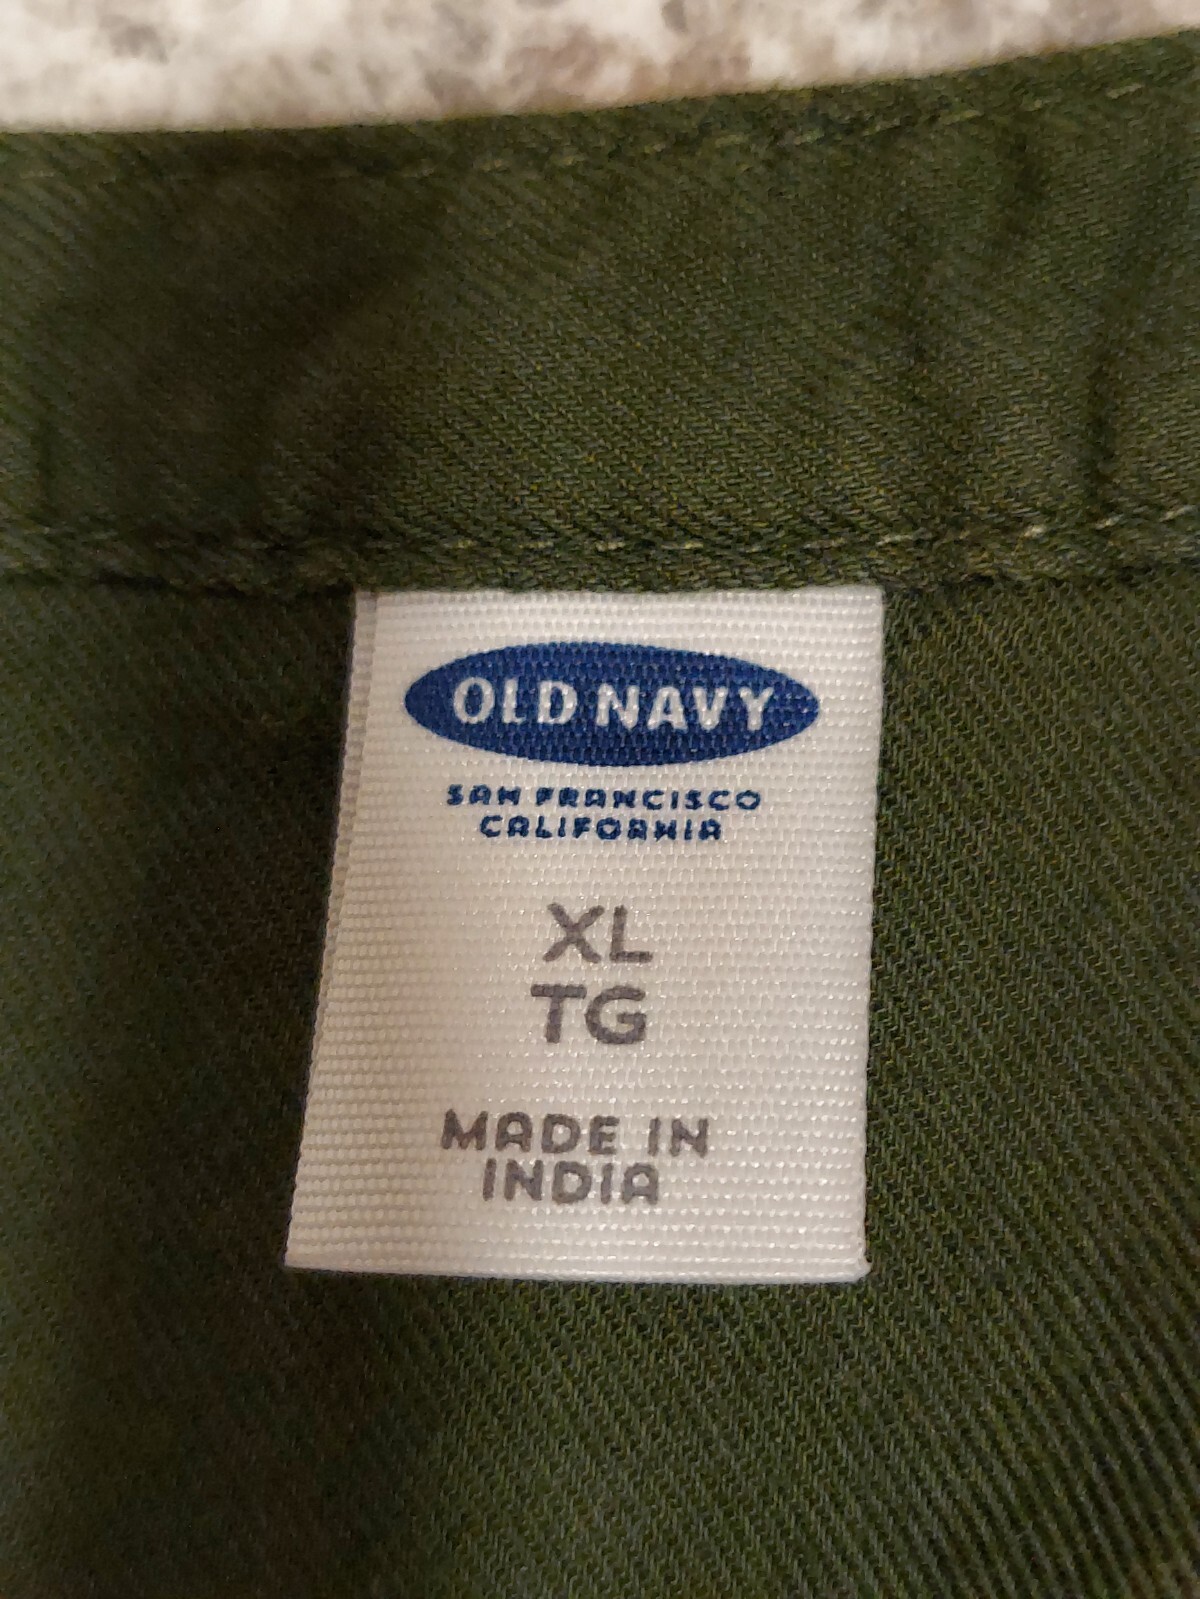 OLD NAVY
SAN FRANCISCO
CALIFORNIA
XL
TG
MADE IN
INDIA